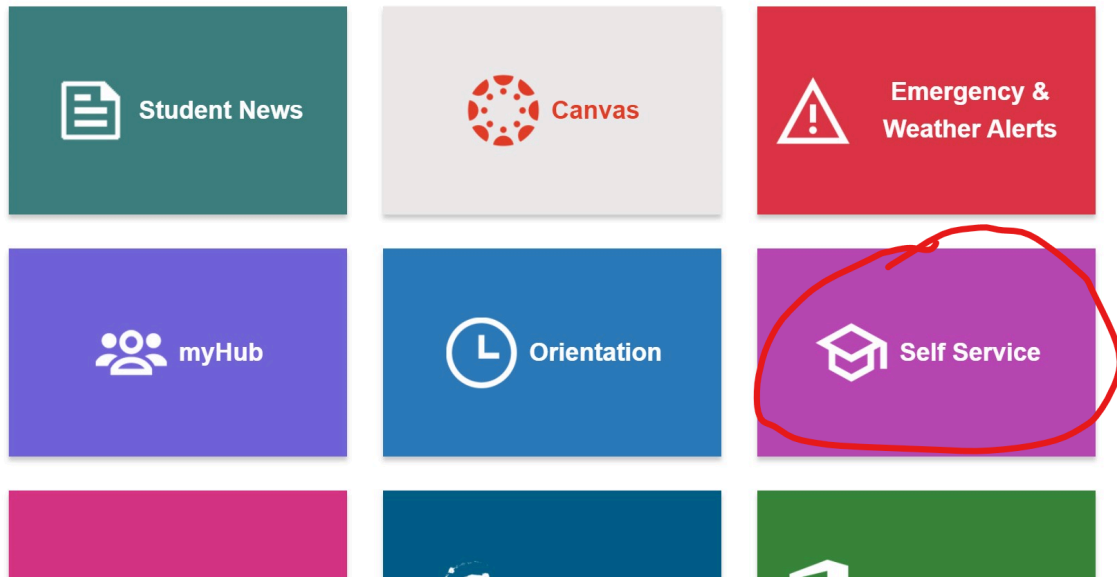 Student News
Canvas
Emergency &
Weather Alerts
myHub
Orientation
Self Service